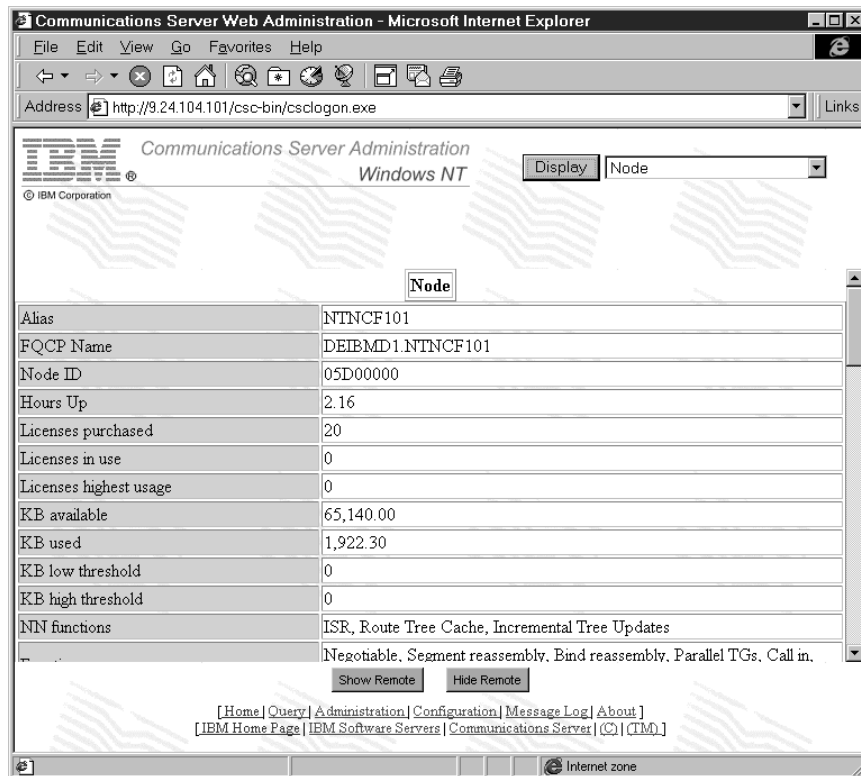 Communications Server Web Administration - Microsoft Internet Explorer
File Edit View Go Favorites Help
Address http://9.24.104.101/csc-bin/csclogon.exe Links
IBM ® Communications Server Administration
Windows NT
Display Node
© IBM Corporation
Node
Alias NTNCF101
FQCP Name DEIBMD1.NTNCF101
Node ID 05D00000
Hours Up 2.16
Licenses purchased 20
Licenses in use 0
Licenses highest usage 0
KB available 65,140.00
KB used 1,922.30
KB low threshold 0
KB high threshold 0
NN functions ISR, Route Tree Cache, Incremental Tree Updates
Negotiable, Segment reassembly, Bind reassembly, Parallel TGs, Call in,
Show Remote Hide Remote
[ Home | Query | Administration | Configuration | Message Log | About ]
[ IBM Home Page | IBM Software Servers | Communications Server | (C) | (TM) ]
Internet zone